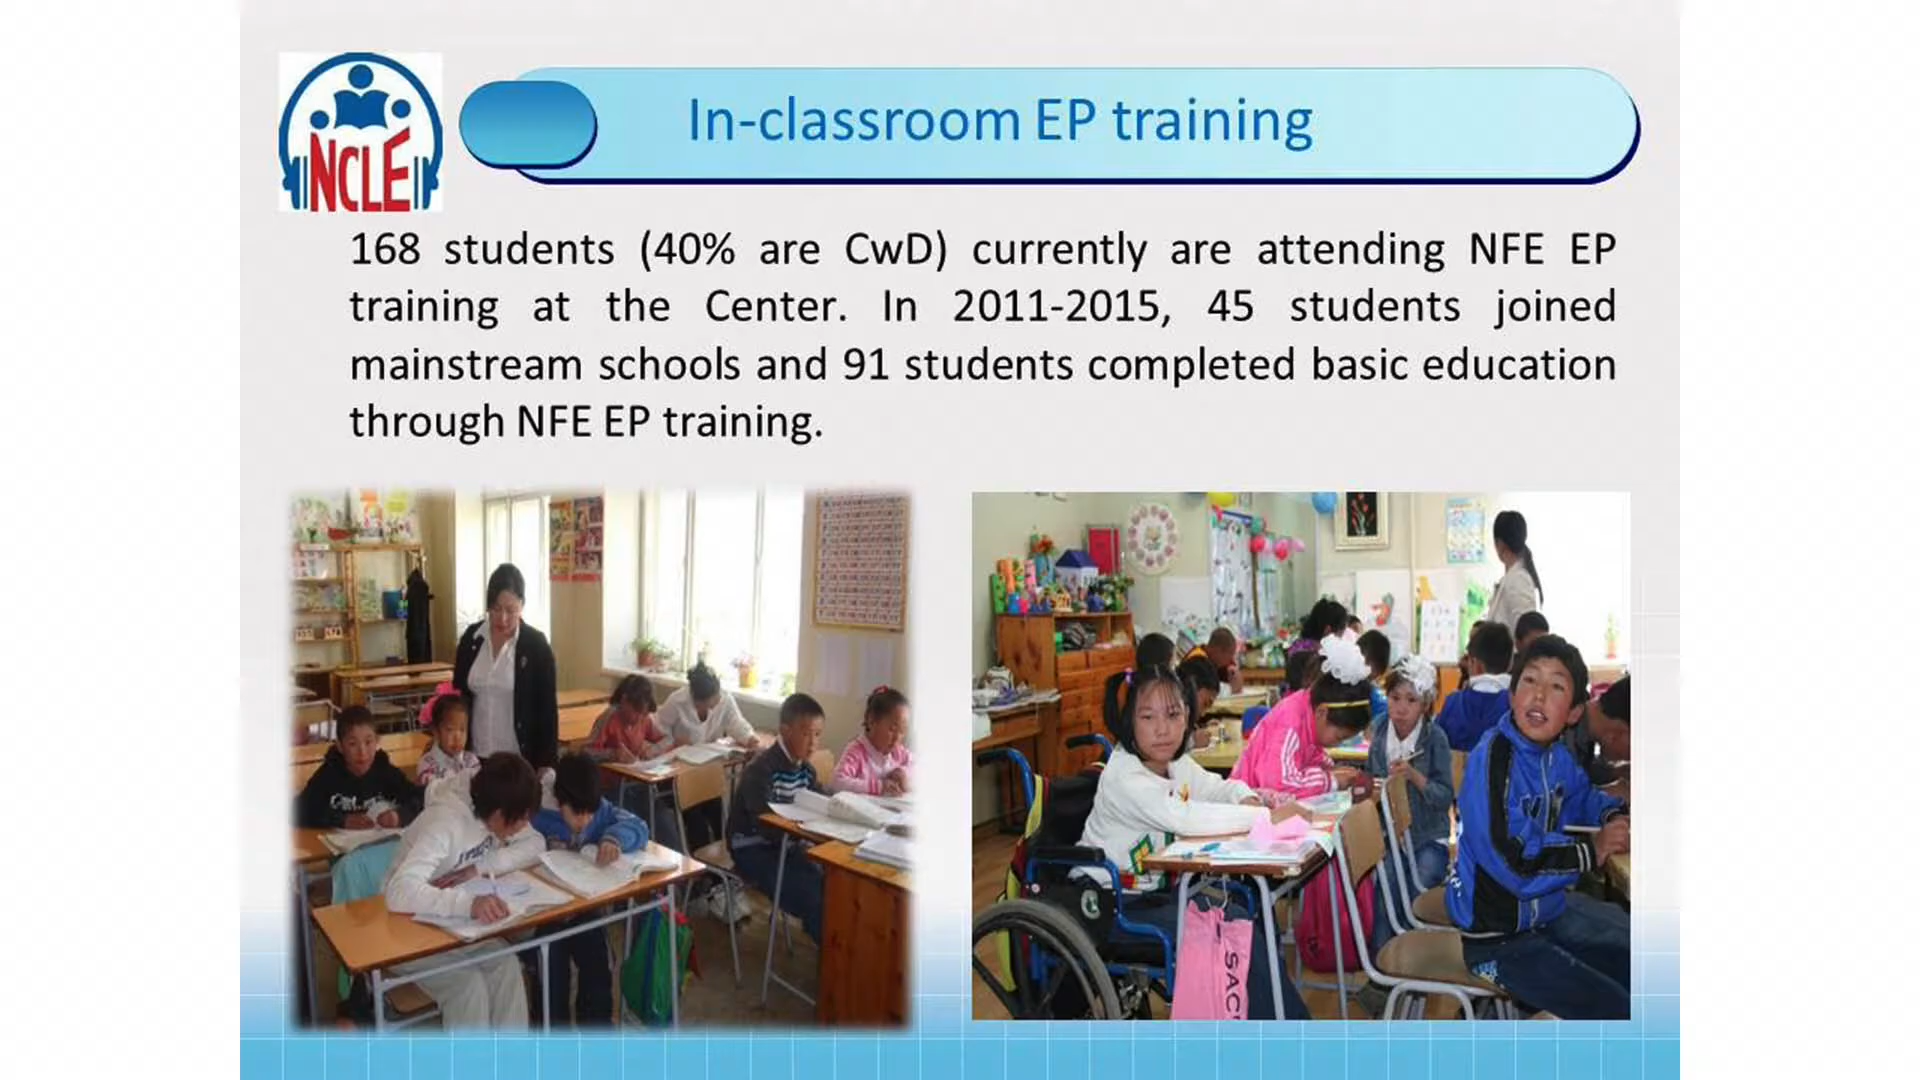 NCLE
In-classroom EP training
168 students (40% are CwD) currently are attending NFE EP
training at the Center. In 2011-2015, 45 students joined
mainstream schools and 91 students completed basic education
through NFE EP training.
SAC